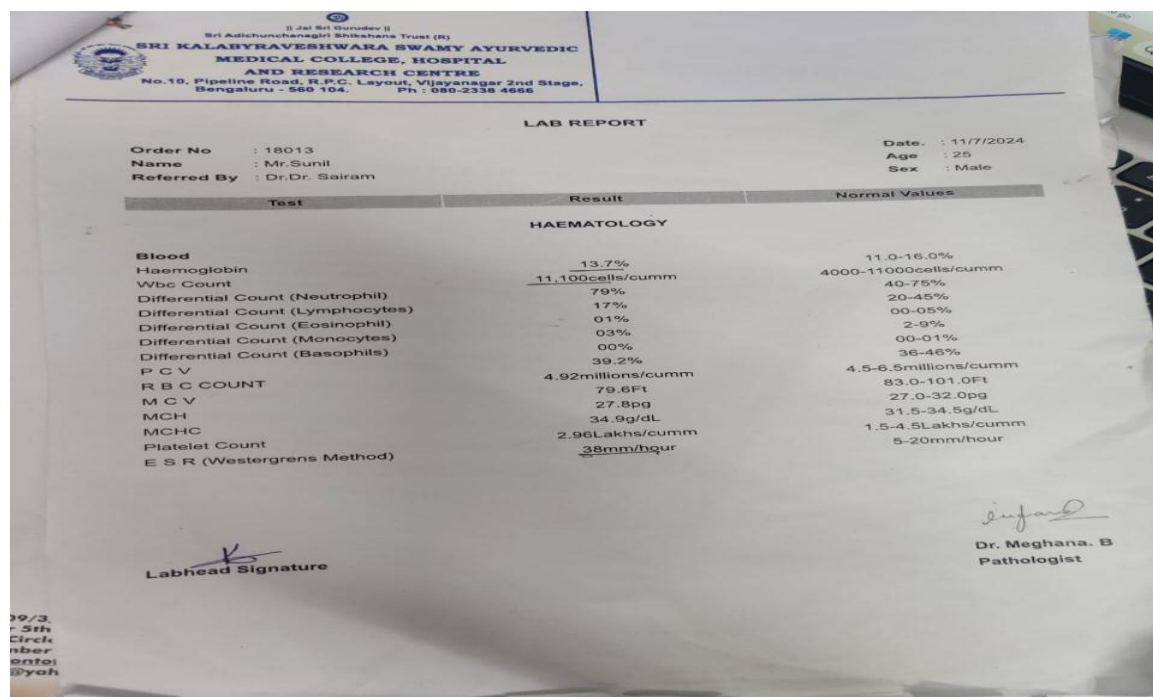 || Jai Sri Gurudev ||
Sri Adichunchanagiri Shikshana Trust (R)
SRI KALABYRAVESHWARA SWAMY AYURVEDIC
MEDICAL COLLEGE, HOSPITAL
AND RESEARCH CENTRE
No.10, Pipeline Road, R.P.C. Layout, Vijayanagar 2nd Stage,
Bengaluru - 560 104. Ph : 080-2338 4666
LAB REPORT
Order No : 18013 Date. : 11/7/2024
Name : Mr.Sunil Age : 25
Referred By : Dr.Dr. Sairam Sex : Male
Test Result Normal Values
HAEMATOLOGY
Blood
Haemoglobin 13.7% 11.0-16.0%
Wbc Count 11,100cells/cumm 4000-11000cells/cumm
Differential Count (Neutrophil) 79% 40-75%
Differential Count (Lymphocytes) 17% 20-45%
Differential Count (Eosinophil) 01% 00-05%
Differential Count (Monocytes) 03% 2-9%
Differential Count (Basophils) 00% 00-01%
P C V 39.2% 36-46%
R B C COUNT 4.92millions/cumm 4.5-6.5millions/cumm
M C V 79.6Ft 83.0-101.0Ft
MCH 27.8pg 27.0-32.0pg
MCHC 34.9g/dL 31.5-34.5g/dL
Platelet Count 2.96Lakhs/cumm 1.5-4.5Lakhs/cumm
E S R (Westergrens Method) 38mm/hour 5-20mm/hour
Labhead Signature
Dr. Meghana. B
Pathologist
09/3.
5th
Circle
nber
ontos
@yah